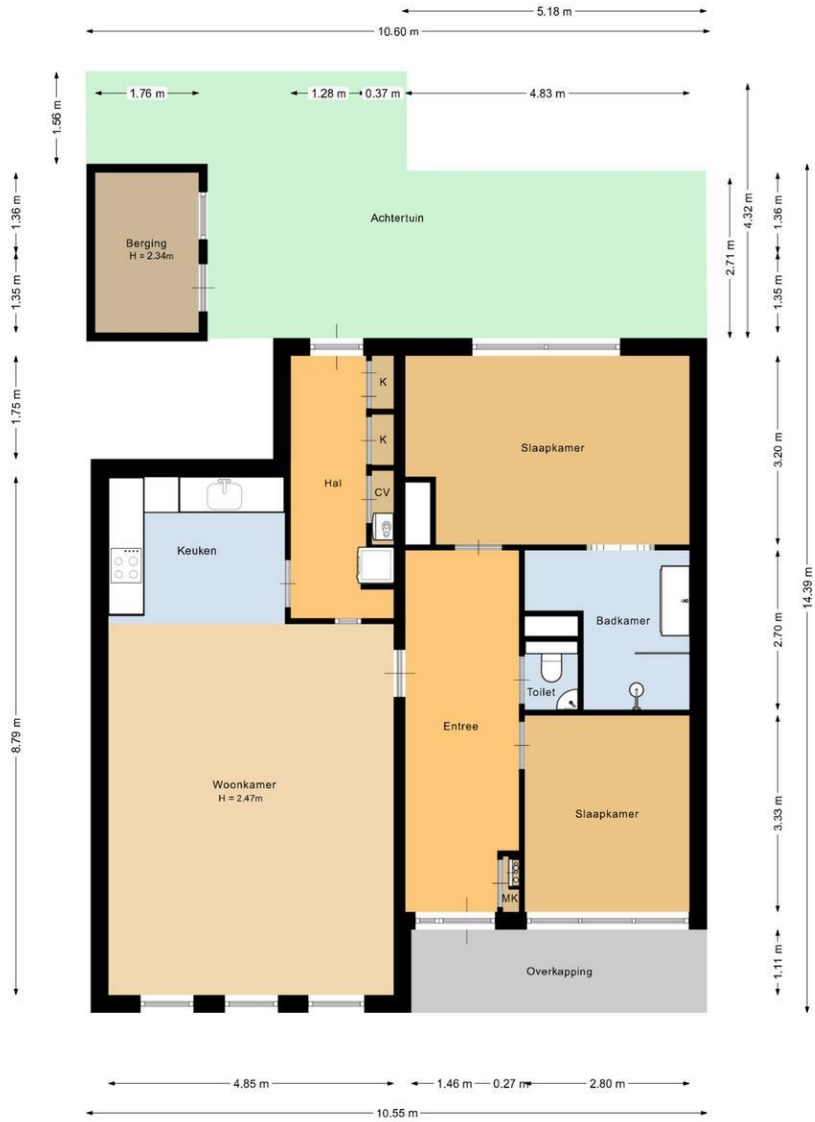 5.18 m
10.60 m
1.76 m
1.28 m
0.37 m
4.83 m
1.56 m
4.32 m
1.36 m
1.36 m
2.71 m
Achtertuin
Berging
H = 2.34m
1.35 m
1.35 m
1.75 m
3.20 m
K
K
Slaapkamer
Hal
CV
Keuken
14.39 m
2.70 m
Badkamer
Toilet
8.79 m
Entree
Woonkamer
H = 2.47m
Slaapkamer
3.33 m
MK
Overkapping
1.11 m
4.85 m
1.46 m
0.27 m
2.80 m
10.55 m